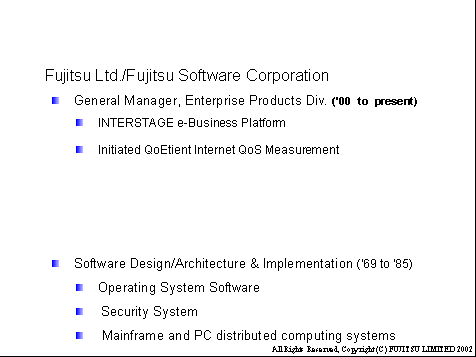 Fujitsu Ltd./Fujitsu Software Corporation
General Manager, Enterprise Products Div. ('00 to present)
INTERSTAGE e-Business Platform
Initiated QoEtient Internet QoS Measurement
Software Design/Architecture & Implementation ('69 to '85)
Operating System Software
Security System
Mainframe and PC distributed computing systems
All Rights Reserved, Copyright (C) FUJITSU LIMITED 2002